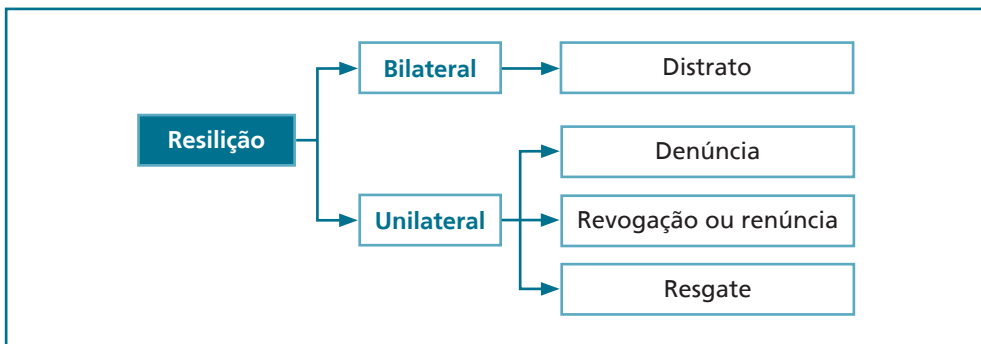 Resilição
Bilateral
Distrato
Unilateral
Denúncia
Revogação ou renúncia
Resgate